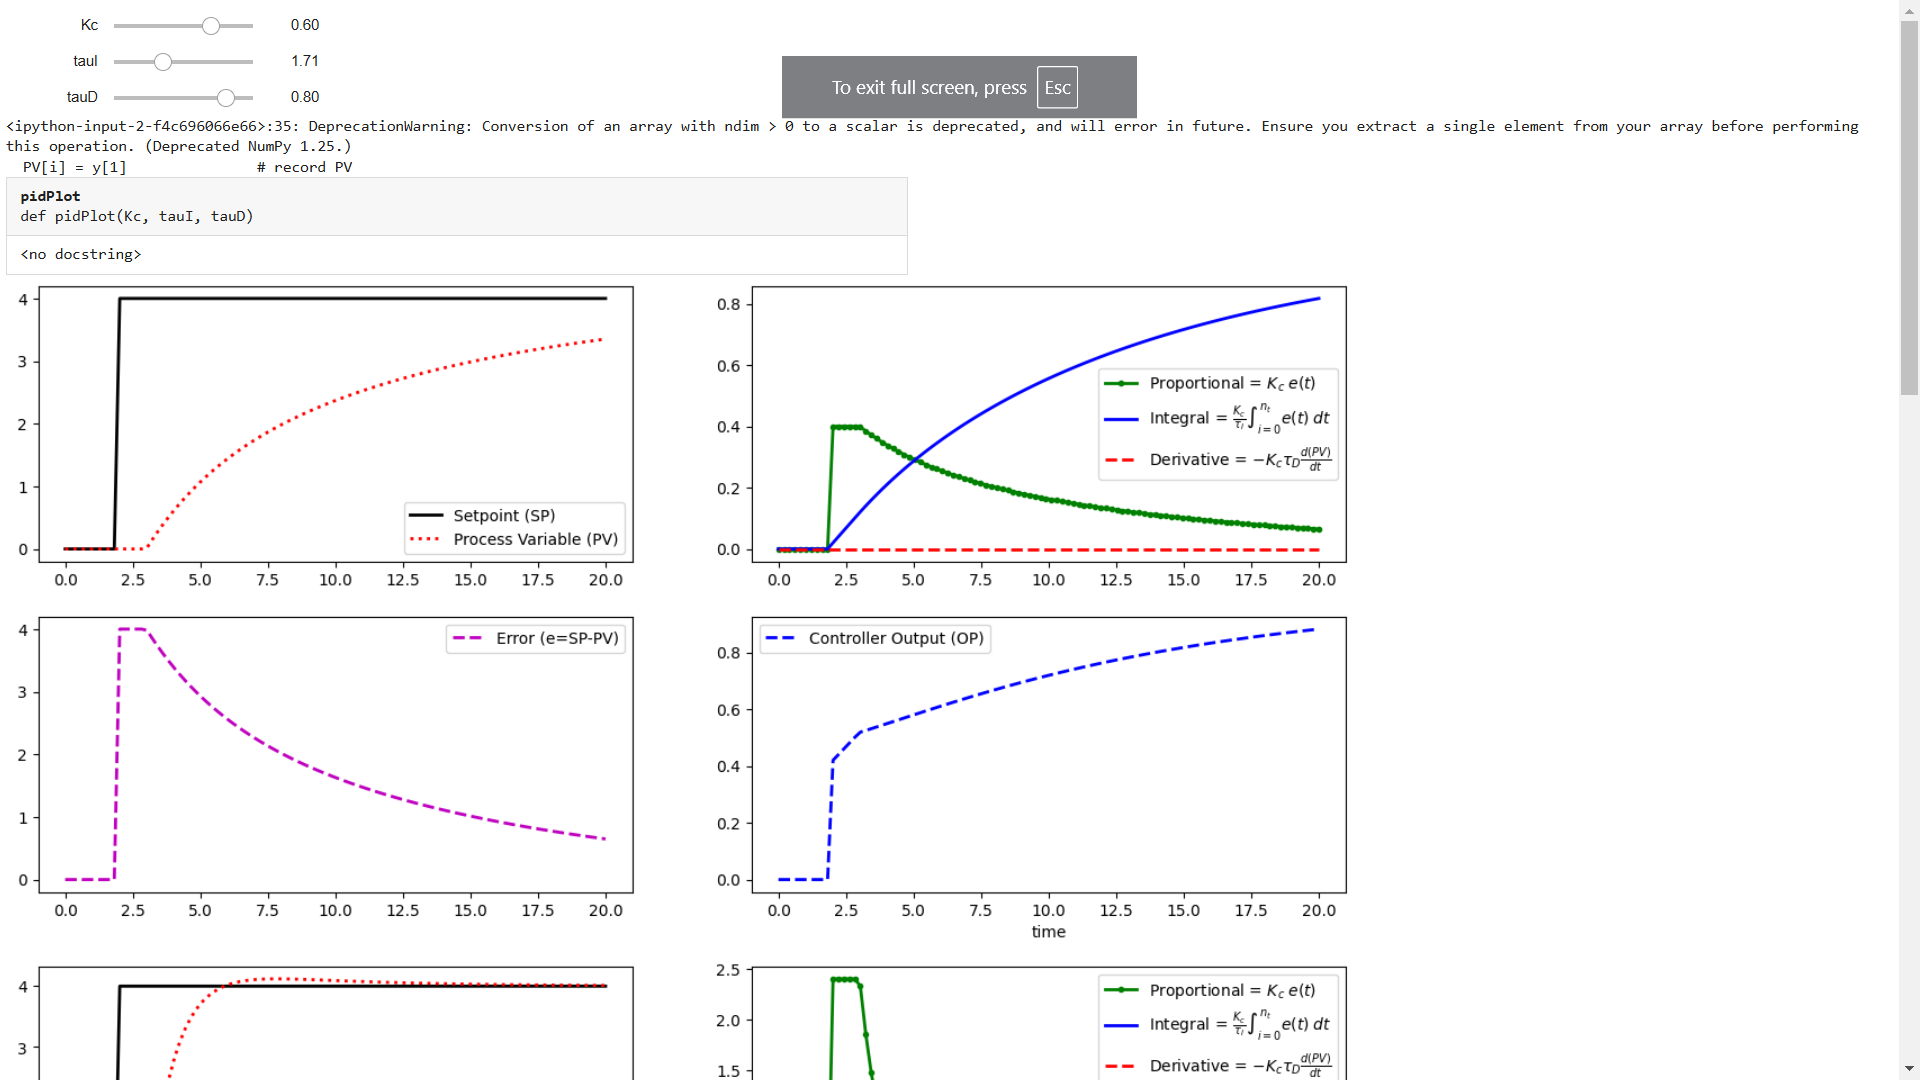 Kc 0.60
tauI 1.71
tauD 0.80
To exit full screen, press Esc
<ipython-input-2-f4c696066e66>:35: DeprecationWarning: Conversion of an array with ndim > 0 to a scalar is deprecated, and will error in future. Ensure you extract a single element from your array before performing
this operation. (Deprecated NumPy 1.25.)
PV[i] = y[1] # record PV
pidPlot
def pidPlot(Kc, tauI, tauD)
<no docstring>
4
3
2
1
0
0.0 2.5 5.0 7.5 10.0 12.5 15.0 17.5 20.0
Setpoint (SP)
Process Variable (PV)
0.8
0.6
0.4
0.2
0.0
0.0 2.5 5.0 7.5 10.0 12.5 15.0 17.5 20.0
Proportional = K_c e(t)
Integral = \frac{K_c}{τ_I} ∫_{i=0}^{n_t} e(t) dt
Derivative = −K_c τ_D \frac{d(PV)}{dt}
4
3
2
1
0
0.0 2.5 5.0 7.5 10.0 12.5 15.0 17.5 20.0
Error (e=SP-PV)
0.8
0.6
0.4
0.2
0.0
0.0 2.5 5.0 7.5 10.0 12.5 15.0 17.5 20.0
time
Controller Output (OP)
4
3
2.5
2.0
1.5
Proportional = K_c e(t)
Integral = \frac{K_c}{τ_I} ∫_{i=0}^{n_t} e(t) dt
Derivative = −K_c τ_D \frac{d(PV)}{dt}